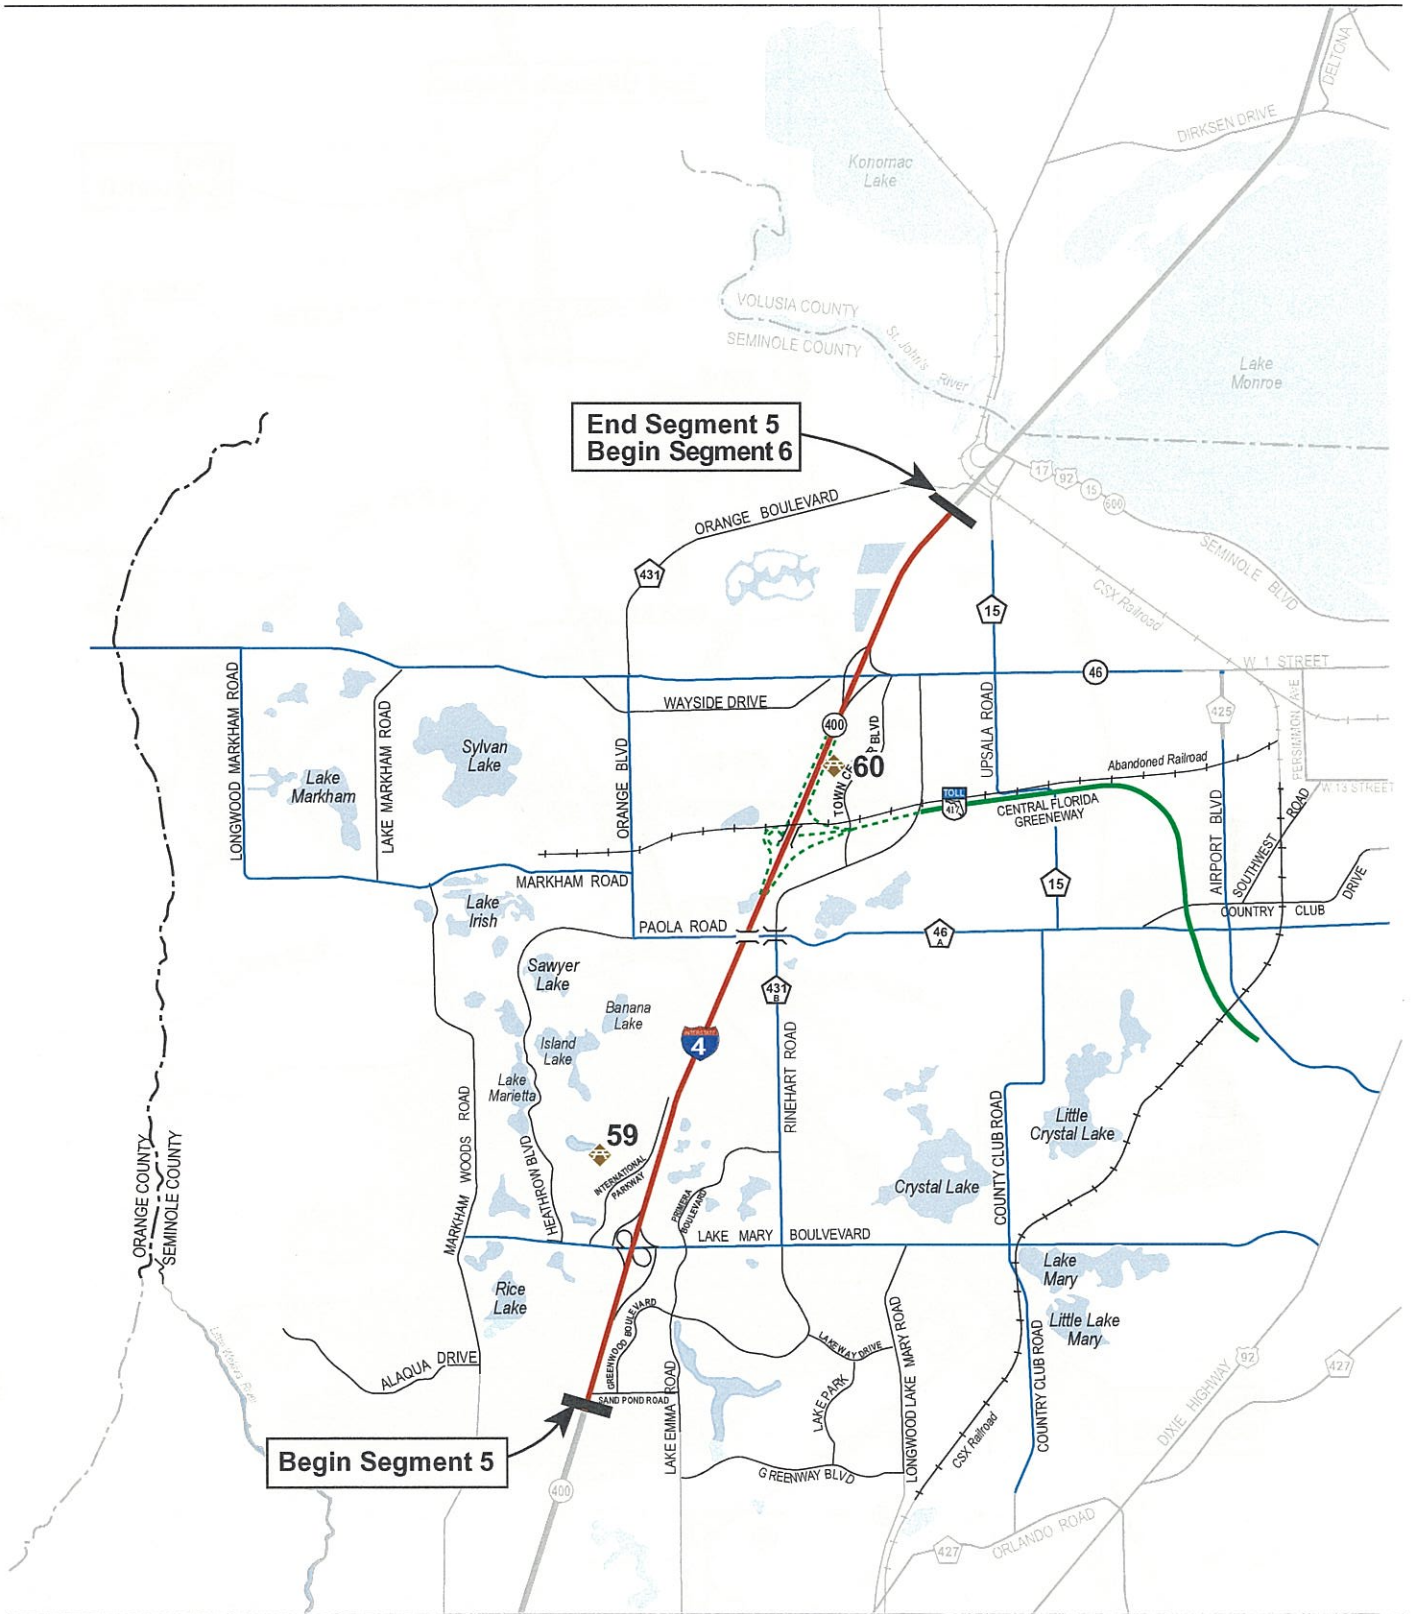 DELTONA
DIRKSEN DRIVE
Konomac
Lake
VOLUSIA COUNTY
SEMINOLE COUNTY
St. John's River
Lake
Monroe
End Segment 5
Begin Segment 6
17
92
15
600
ORANGE BOULEVARD
431
SEMINOLE BLVD
CSX Railroad
15
W 1 STREET
46
LONGWOOD MARKHAM ROAD
LAKE MARKHAM ROAD
WAYSIDE DRIVE
UPSALA ROAD
PERSIMMON AVE
425
400
Sylvan
Lake
ORANGE BLVD
60
Abandoned Railroad
Lake
Markham
TOLL
417
CENTRAL FLORIDA
GREENEWAY
W 13 STREET
AIRPORT BLVD
SOUTHWEST ROAD
MARKHAM ROAD
15
COUNTRY CLUB DRIVE
Lake
Irish
PAOLA ROAD
46
A
Sawyer
Lake
431
B
Banana
Lake
INTERSTATE
4
Island
Lake
RINEHART ROAD
Lake
Marietta
MARKHAM WOODS ROAD
COUNTY CLUB ROAD
Little
Crystal Lake
59
HEATHROW BLVD
INTERNATIONAL
PARKWAY
Crystal Lake
PRIMERA
BOULEVARD
ORANGE COUNTY
SEMINOLE COUNTY
LAKE MARY BOULVEVARD
Lake
Mary
Rice
Lake
Little Lake
Mary
GREENWOOD BOULEVARD
LAKEWAY DRIVE
LONGWOOD LAKE MARY ROAD
COUNTRY CLUB ROAD
ALAQUA DRIVE
SAND POND ROAD
LAKE EMMA ROAD
LAKE PARK
92
427
DIXIE HIGHWAY
CSX Railroad
Begin Segment 5
GREENWAY BLVD
400
427
ORLANDO ROAD